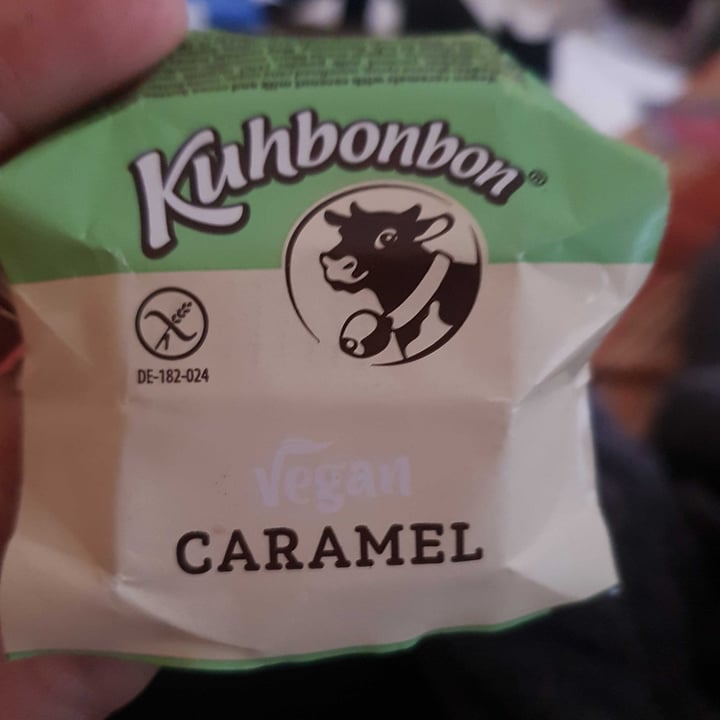 Kuhbonbon®
DE-182-024
vegan
CARAMEL